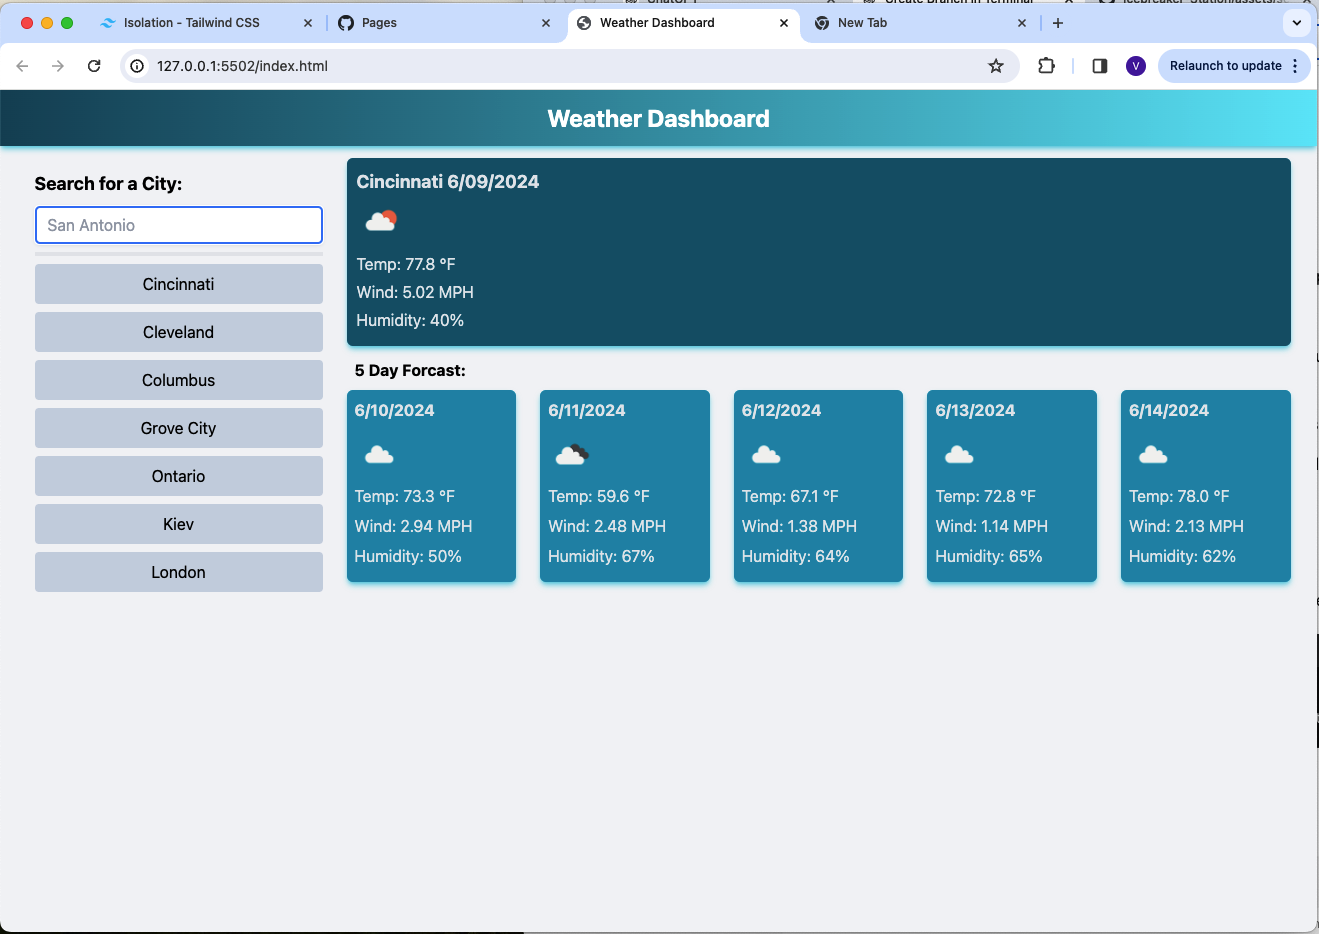 Isolation - Tailwind CSS
Pages
Weather Dashboard
New Tab
127.0.0.1:5502/index.html
V
Relaunch to update
Weather Dashboard
Search for a City:
San Antonio
Cincinnati
Cleveland
Columbus
Grove City
Ontario
Kiev
London
Cincinnati 6/09/2024
Temp: 77.8 °F
Wind: 5.02 MPH
Humidity: 40%
5 Day Forcast:
6/10/2024
Temp: 73.3 °F
Wind: 2.94 MPH
Humidity: 50%
6/11/2024
Temp: 59.6 °F
Wind: 2.48 MPH
Humidity: 67%
6/12/2024
Temp: 67.1 °F
Wind: 1.38 MPH
Humidity: 64%
6/13/2024
Temp: 72.8 °F
Wind: 1.14 MPH
Humidity: 65%
6/14/2024
Temp: 78.0 °F
Wind: 2.13 MPH
Humidity: 62%